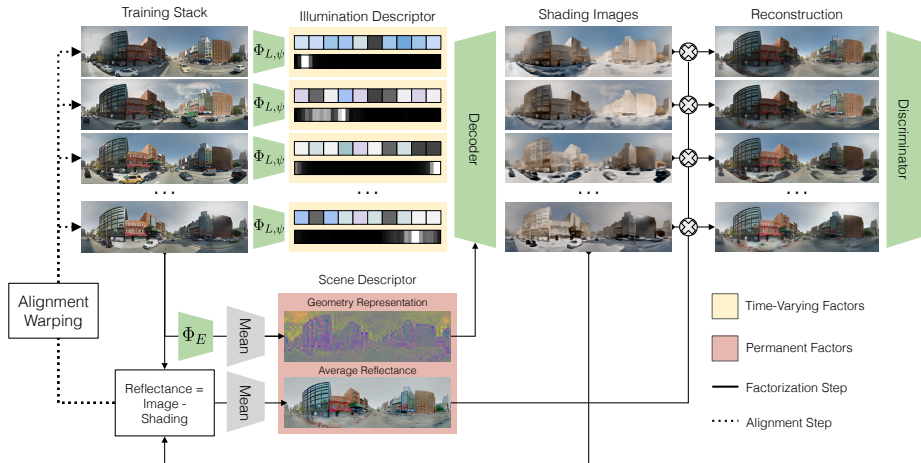 Training Stack
Illumination Descriptor
Shading Images
Reconstruction
Φ_{L,ψ}
Φ_{L,ψ}
Φ_{L,ψ}
Φ_{L,ψ}
...
...
...
...
Decoder
Discriminator
Alignment
Warping
Scene Descriptor
Geometry Representation
Φ_E
Mean
Average Reflectance
Reflectance =
Image -
Shading
Mean
Time-Varying Factors
Permanent Factors
Factorization Step
Alignment Step